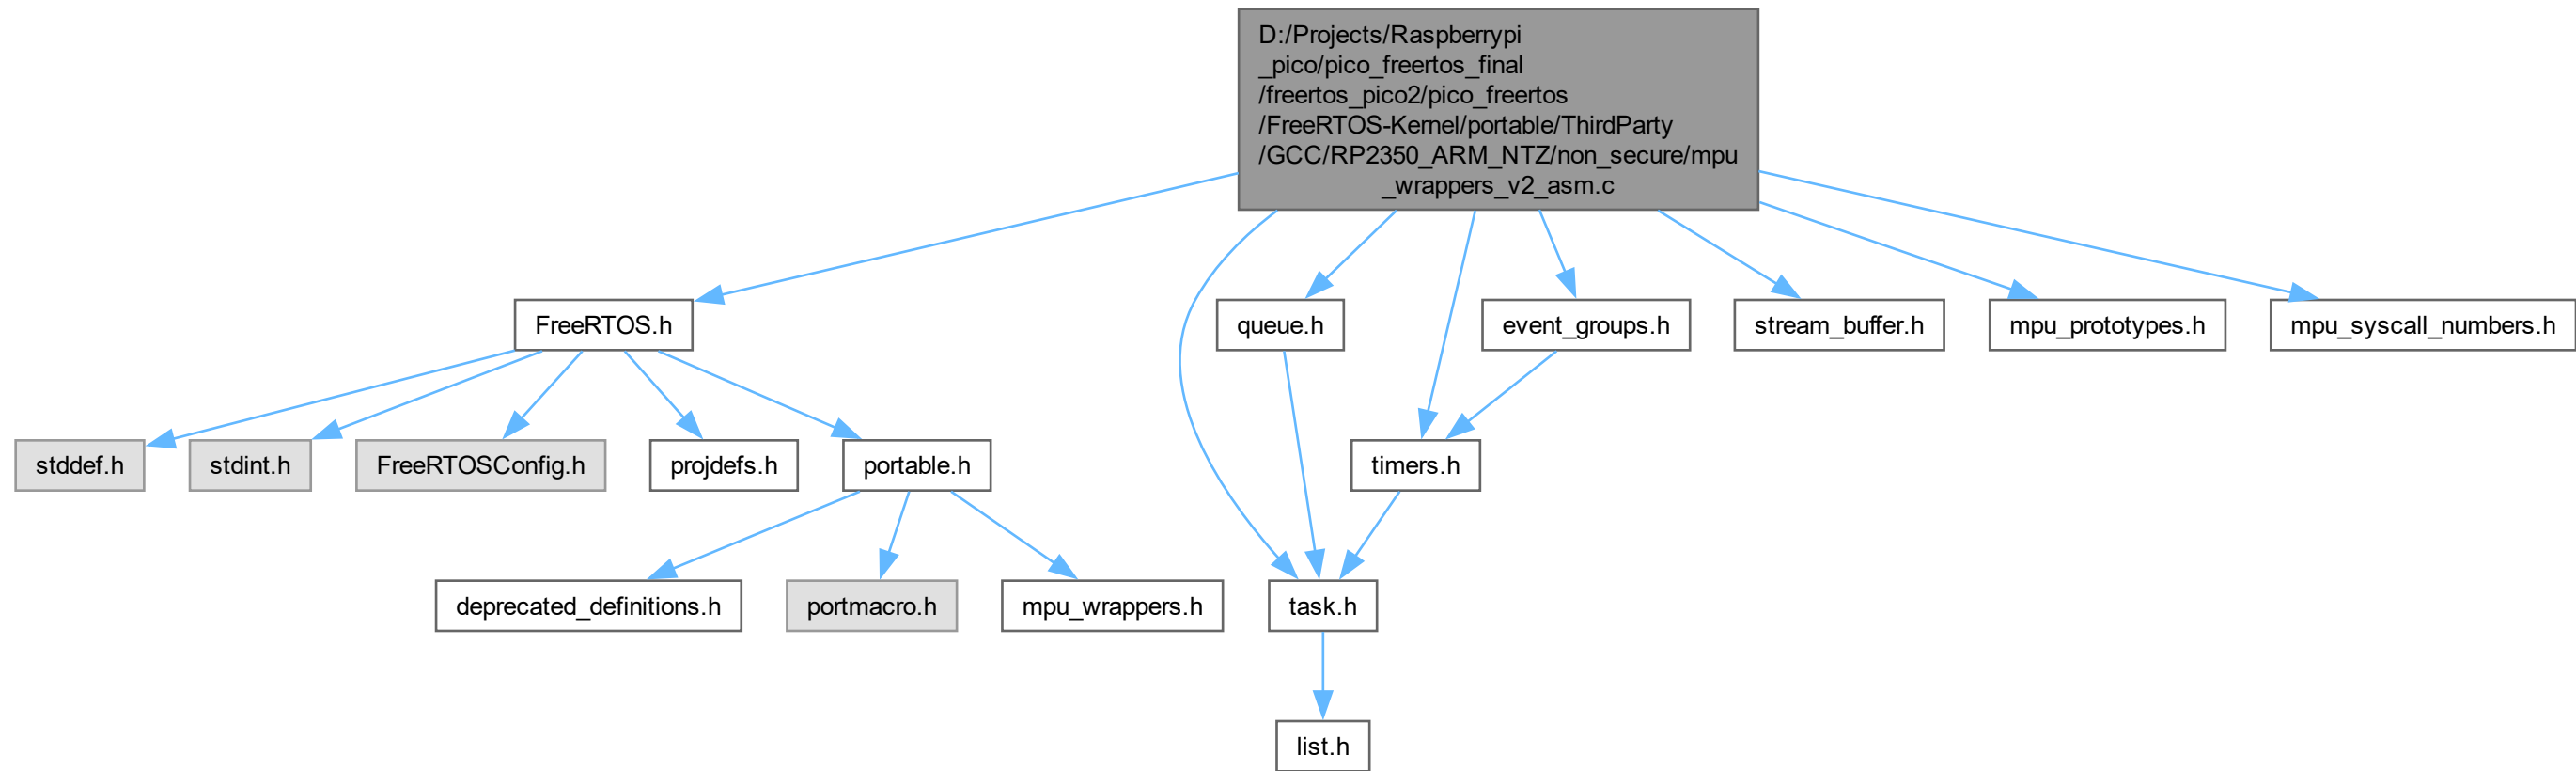 D:/Projects/Raspberrypi
_pico/pico_freertos_final
/freertos_pico2/pico_freertos
/FreeRTOS-Kernel/portable/ThirdParty
/GCC/RP2350_ARM_NTZ/non_secure/mpu
_wrappers_v2_asm.c
FreeRTOS.h
queue.h
event_groups.h
stream_buffer.h
mpu_prototypes.h
mpu_syscall_numbers.h
stddef.h
stdint.h
FreeRTOSConfig.h
projdefs.h
portable.h
timers.h
deprecated_definitions.h
portmacro.h
mpu_wrappers.h
task.h
list.h